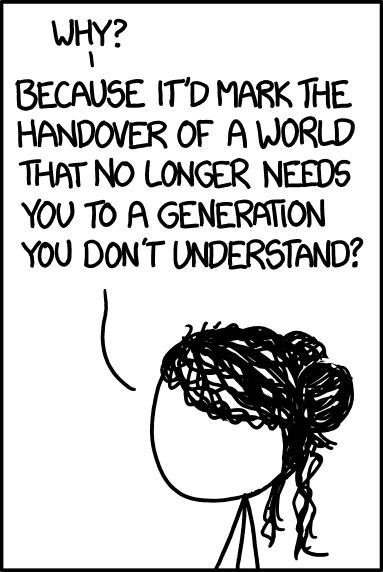 WHY?
BECAUSE IT'D MARK THE
HANDOVER OF A WORLD
THAT NO LONGER NEEDS
YOU TO A GENERATION
YOU DON'T UNDERSTAND?